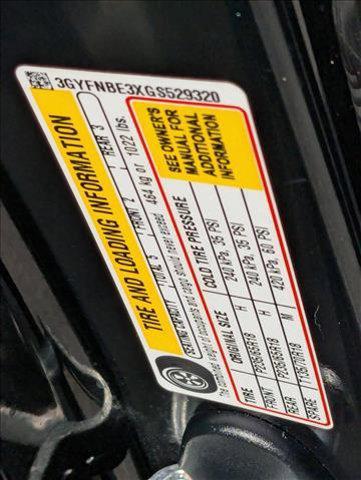 3GYFNBE3XGS529320
TIRE AND LOADING INFORMATION
SEATING CAPACITY TOTAL 5 FRONT 2 REAR 3
The combined weight of occupants and cargo should never exceed 464 kg or 1022 lbs.
TIRE ORIGINAL SIZE COLD TIRE PRESSURE
FRONT P235/65R18 H 240 kPa, 35 PSI
REAR P235/65R18 H 240 kPa, 35 PSI
SPARE T135/70R18 M 420 kPa, 60 PSI
SEE OWNER'S
MANUAL FOR
ADDITIONAL
INFORMATION